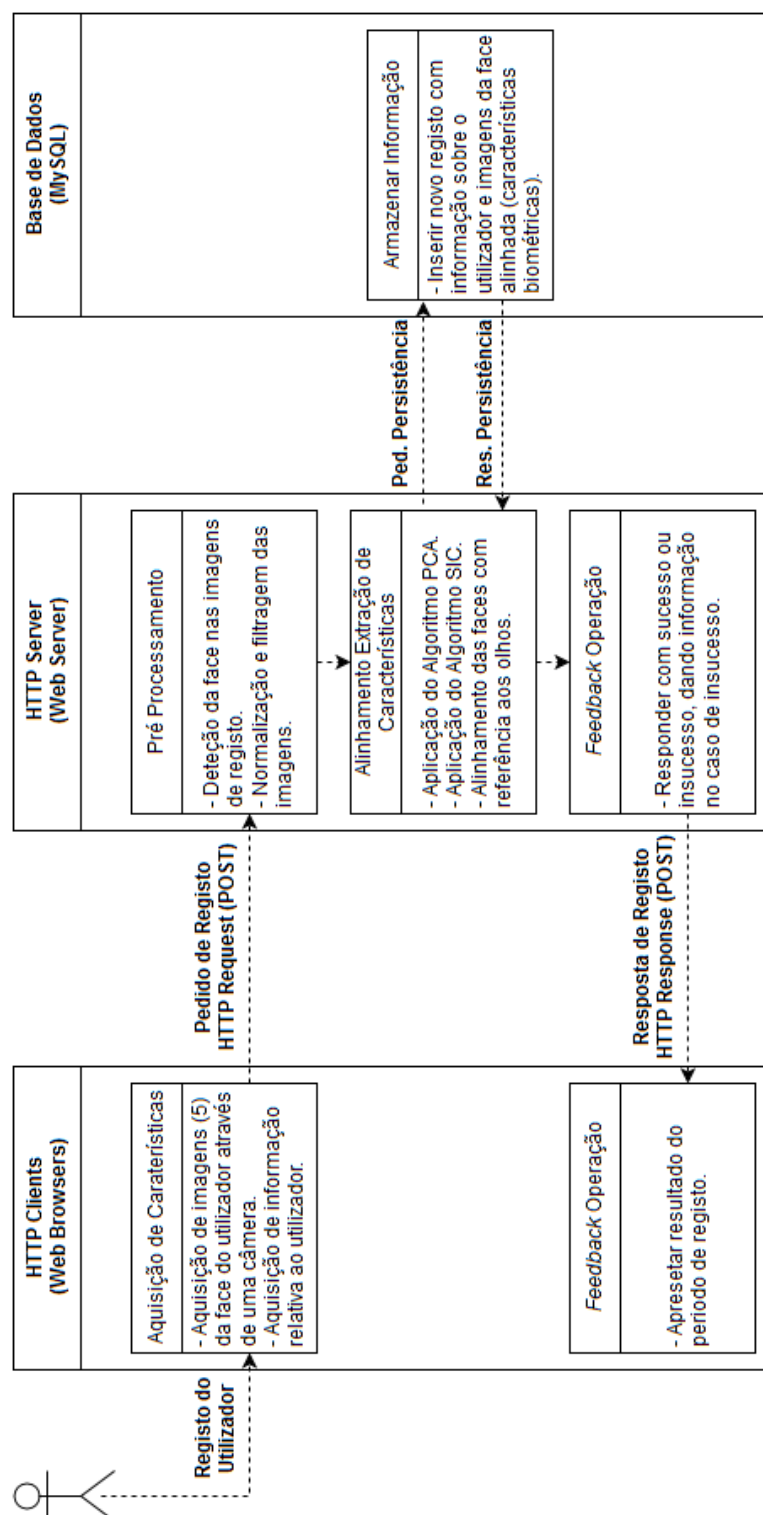 Registo do
Utilizador
HTTP Clients
(Web Browsers)
Aquisição de Caraterísticas
- Aquisição de imagens (5)
da face do utilizador através
de uma câmera.
- Aquisição de informação
relativa ao utilizador.
Feedback Operação
- Apresetar resultado do
periodo de registo.
Pedido de Registo
HTTP Request (POST)
Resposta de Registo
HTTP Response (POST)
HTTP Server
(Web Server)
Pré Processamento
- Deteção da face nas imagens
de registo.
- Normalização e filtragem das
imagens.
Alinhamento Extração de
Características
- Aplicação do Algoritmo PCA.
- Aplicação do Algoritmo SIC.
- Alinhamento das faces com
referência aos olhos.
Feedback Operação
- Responder com sucesso ou
insucesso, dando informação
no caso de insucesso.
Ped. Persistência
Res. Persistência
Base de Dados
(MySQL)
Armazenar Informação
- Inserir novo registo com
informação sobre o
utilizador e imagens da face
alinhada (características
biométricas).